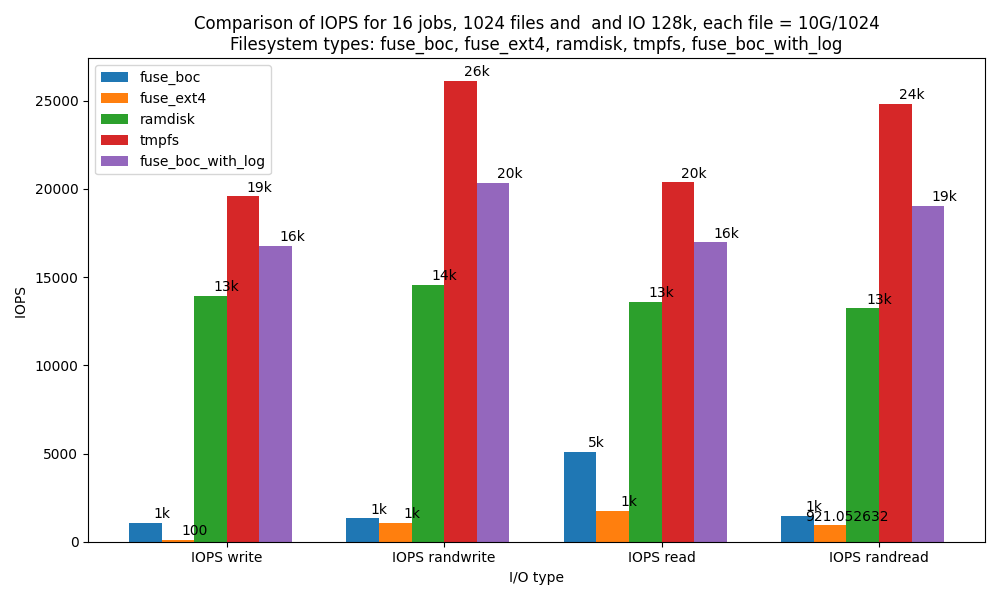 Comparison of IOPS for 16 jobs, 1024 files and  and IO 128k, each file = 10G/1024
Filesystem types: fuse_boc, fuse_ext4, ramdisk, tmpfs, fuse_boc_with_log
fuse_boc
fuse_ext4
ramdisk
tmpfs
fuse_boc_with_log
IOPS
25000
20000
15000
10000
5000
0
1k
100
13k
19k
16k
1k
1k
14k
26k
20k
5k
1k
13k
20k
16k
1k
921.052632
13k
24k
19k
IOPS write
IOPS randwrite
IOPS read
IOPS randread
I/O type